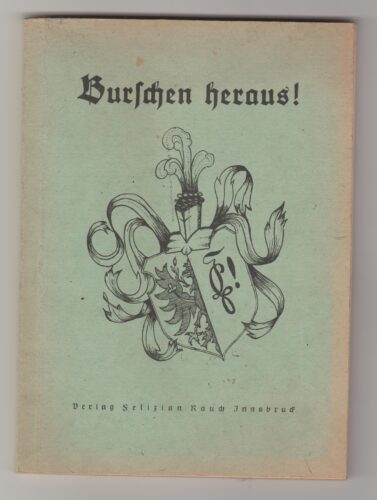 Burschen heraus!
Verlag Felizian Rauch Innsbruck